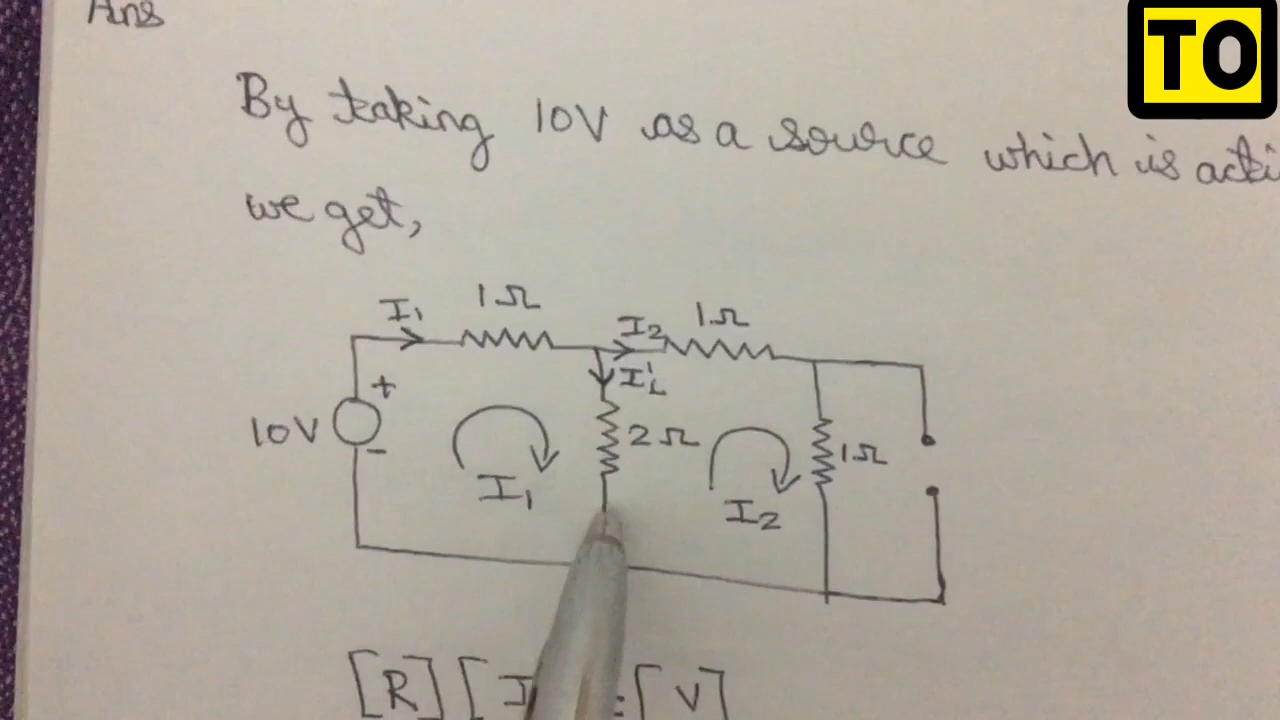 Ans
TO
By taking 10V as a source which is
we get,
I₁ 1Ω I₂ 1Ω
+ I'L
10V 2Ω 1Ω
-
I₁ I₂
[R] [I = [V]